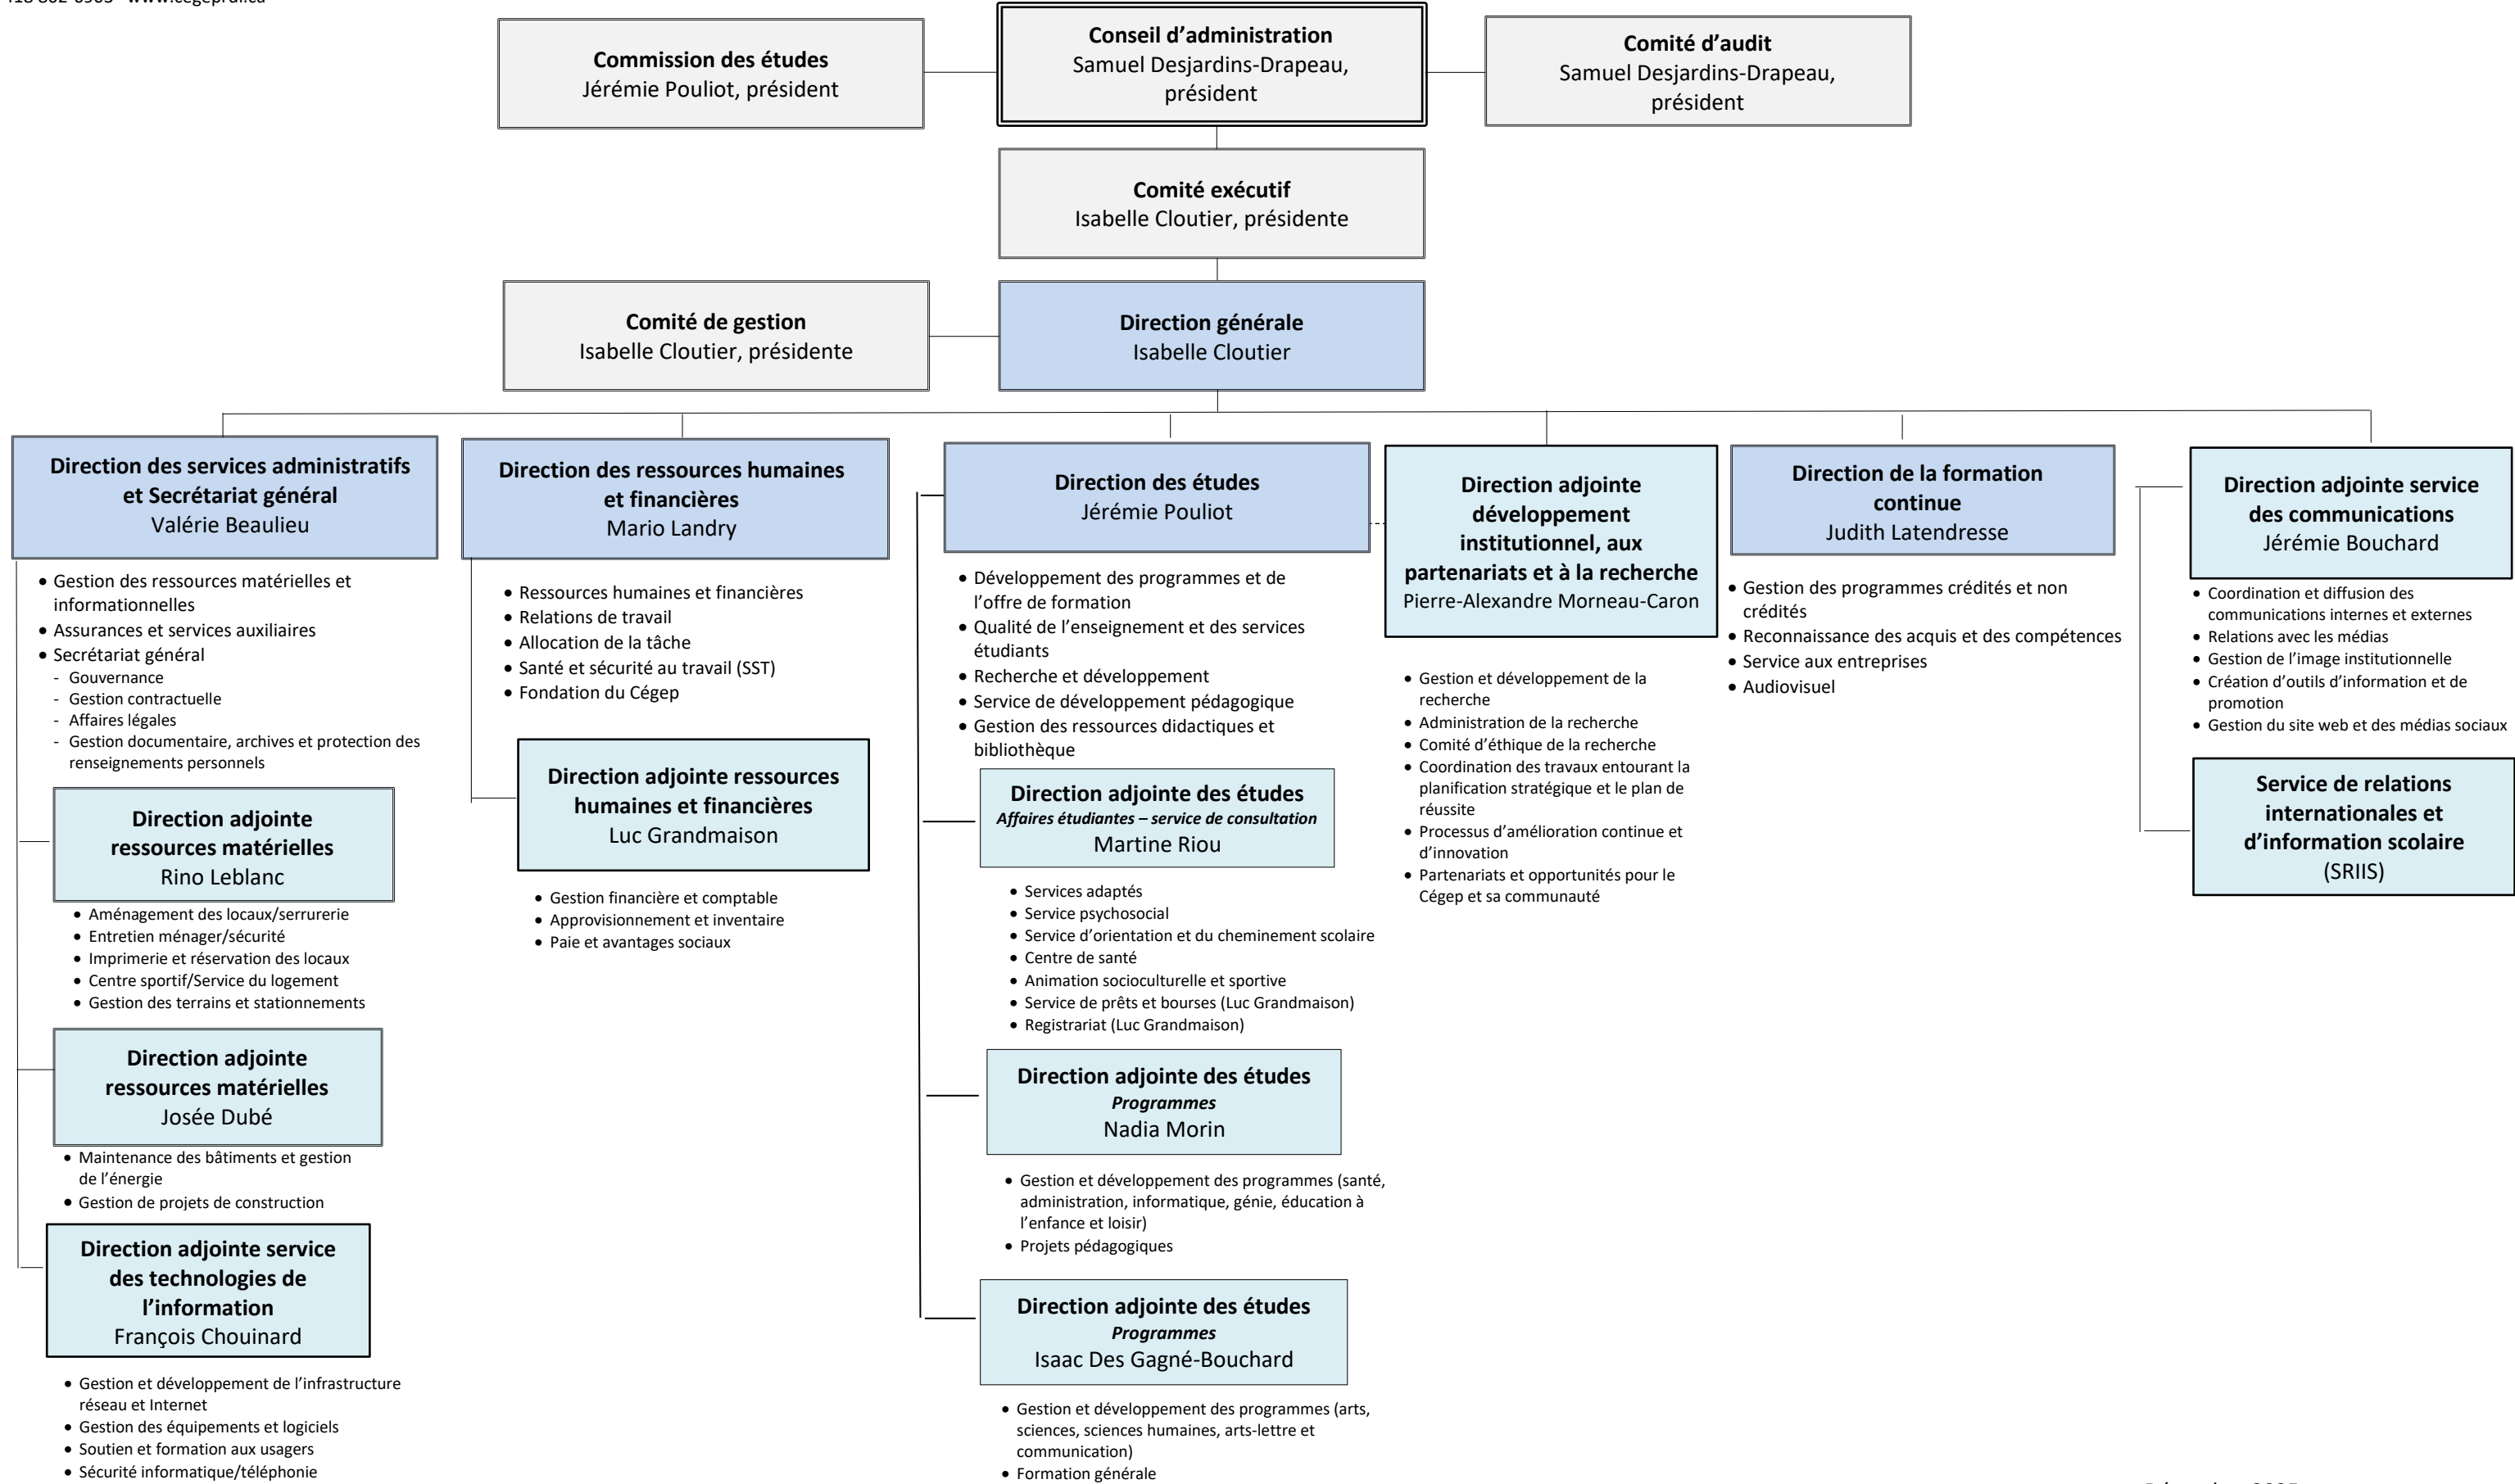 www.cegeprdl.ca
Commission des études
Jérémie Pouliot, président
Conseil d’administration
Samuel Desjardins-Drapeau,
président
Comité d’audit
Samuel Desjardins-Drapeau,
président
Comité exécutif
Isabelle Cloutier, présidente
Comité de gestion
Isabelle Cloutier, présidente
Direction générale
Isabelle Cloutier
Direction des services administratifs
et Secrétariat général
Valérie Beaulieu
• Gestion des ressources matérielles et
informationnelles
• Assurances et services auxiliaires
• Secrétariat général
- Gouvernance
- Gestion contractuelle
- Affaires légales
- Gestion documentaire, archives et protection des
renseignements personnels
Direction adjointe
ressources matérielles
Rino Leblanc
• Aménagement des locaux/serrurerie
• Entretien ménager/sécurité
• Imprimerie et réservation des locaux
• Centre sportif/Service du logement
• Gestion des terrains et stationnements
Direction adjointe
ressources matérielles
Josée Dubé
• Maintenance des bâtiments et gestion
de l’énergie
• Gestion de projets de construction
Direction adjointe service
des technologies de
l’information
François Chouinard
• Gestion et développement de l’infrastructure
réseau et Internet
• Gestion des équipements et logiciels
• Soutien et formation aux usagers
• Sécurité informatique/téléphonie
Direction des ressources humaines
et financières
Mario Landry
• Ressources humaines et financières
• Relations de travail
• Allocation de la tâche
• Santé et sécurité au travail (SST)
• Fondation du Cégep
Direction adjointe ressources
humaines et financières
Luc Grandmaison
• Gestion financière et comptable
• Approvisionnement et inventaire
• Paie et avantages sociaux
Direction des études
Jérémie Pouliot
• Développement des programmes et de
l’offre de formation
• Qualité de l’enseignement et des services
étudiants
• Recherche et développement
• Service de développement pédagogique
• Gestion des ressources didactiques et
bibliothèque
Direction adjointe des études
Affaires étudiantes – service de consultation
Martine Riou
• Services adaptés
• Service psychosocial
• Service d’orientation et du cheminement scolaire
• Centre de santé
• Animation socioculturelle et sportive
• Service de prêts et bourses (Luc Grandmaison)
• Registrariat (Luc Grandmaison)
Direction adjointe des études
Programmes
Nadia Morin
• Gestion et développement des programmes (santé,
administration, informatique, génie, éducation à
l’enfance et loisir)
• Projets pédagogiques
Direction adjointe des études
Programmes
Isaac Des Gagné-Bouchard
• Gestion et développement des programmes (arts,
sciences, sciences humaines, arts-lettre et
communication)
• Formation générale
Direction adjointe
développement
institutionnel, aux
partenariats et à la recherche
Pierre-Alexandre Morneau-Caron
• Gestion et développement de la
recherche
• Administration de la recherche
• Comité d’éthique de la recherche
• Coordination des travaux entourant la
planification stratégique et le plan de
réussite
• Processus d’amélioration continue et
d’innovation
• Partenariats et opportunités pour le
Cégep et sa communauté
Direction de la formation
continue
Judith Latendresse
• Gestion des programmes crédités et non
crédités
• Reconnaissance des acquis et des compétences
• Service aux entreprises
• Audiovisuel
Direction adjointe service
des communications
Jérémie Bouchard
• Coordination et diffusion des
communications internes et externes
• Relations avec les médias
• Gestion de l’image institutionnelle
• Création d’outils d’information et de
promotion
• Gestion du site web et des médias sociaux
Service de relations
internationales et
d’information scolaire
(SRIIS)